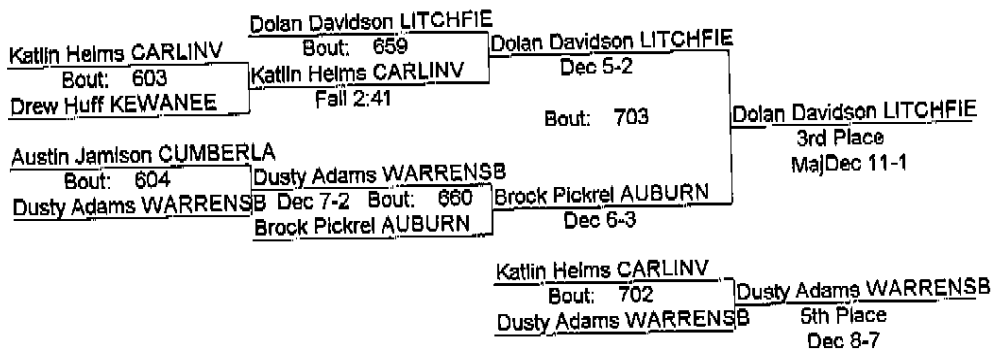 Dolan Davidson LITCHFIE
Katlin Helms CARLINV
Bout: 659
Dolan Davidson LITCHFIE
Bout: 603
Katlin Helms CARLINV
Dec 5-2
Drew Huff KEWANEE
Fall 2:41
Bout: 703
Dolan Davidson LITCHFIE
3rd Place
MajDec 11-1
Austin Jamison CUMBERLA
Bout: 604
Dusty Adams WARRENSB
Dusty Adams WARRENSB
Dec 7-2 Bout: 660
Brock Pickrel AUBURN
Brock Pickrel AUBURN
Dec 6-3
Katlin Helms CARLINV
Bout: 702
Dusty Adams WARRENSB
Dusty Adams WARRENSB
5th Place
Dec 8-7